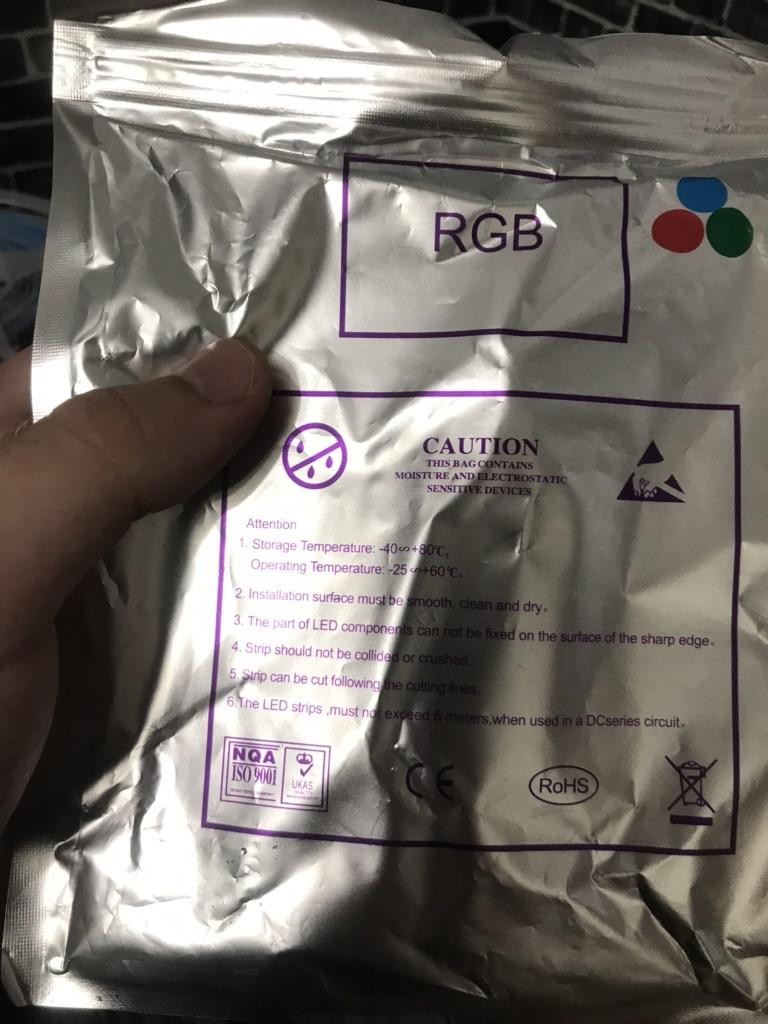 RGB
CAUTION
THIS BAG CONTAINS
MOISTURE AND ELECTROSTATIC
SENSITIVE DEVICES
Attention
1. Storage Temperature: -40∽+80℃,
Operating Temperature: -25∽+60℃。
2. Installation surface must be smooth, clean and dry。
3. The part of LED components can not be fixed on the surface of the sharp edge。
4. Strip should not be collided or crushed.
5. Strip can be cut following the cutting lines.
6.The LED strips ,must not exceed 5 meters,when used in a DCseries circuit。
NQA
ISO 9001
UKAS
QUALITY
MANAGEMENT
CE
RoHS